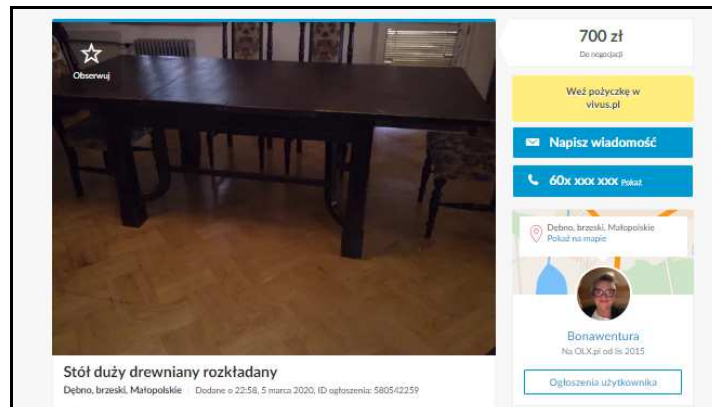 Obserwuj
Stół duży drewniany rozkładany
Dębno, brzeski, Małopolskie | Dodane o 22:58, 5 marca 2020, ID ogłoszenia: 580542259
700 zł
Do negocjacji
Weź pożyczkę w
vivus.pl
Napisz wiadomość
60x xxx xxx Pokaż
Dębno, brzeski, Małopolskie
Pokaż na mapie
Bonawentura
Na OLX.pl od lis 2015
Ogłoszenia użytkownika